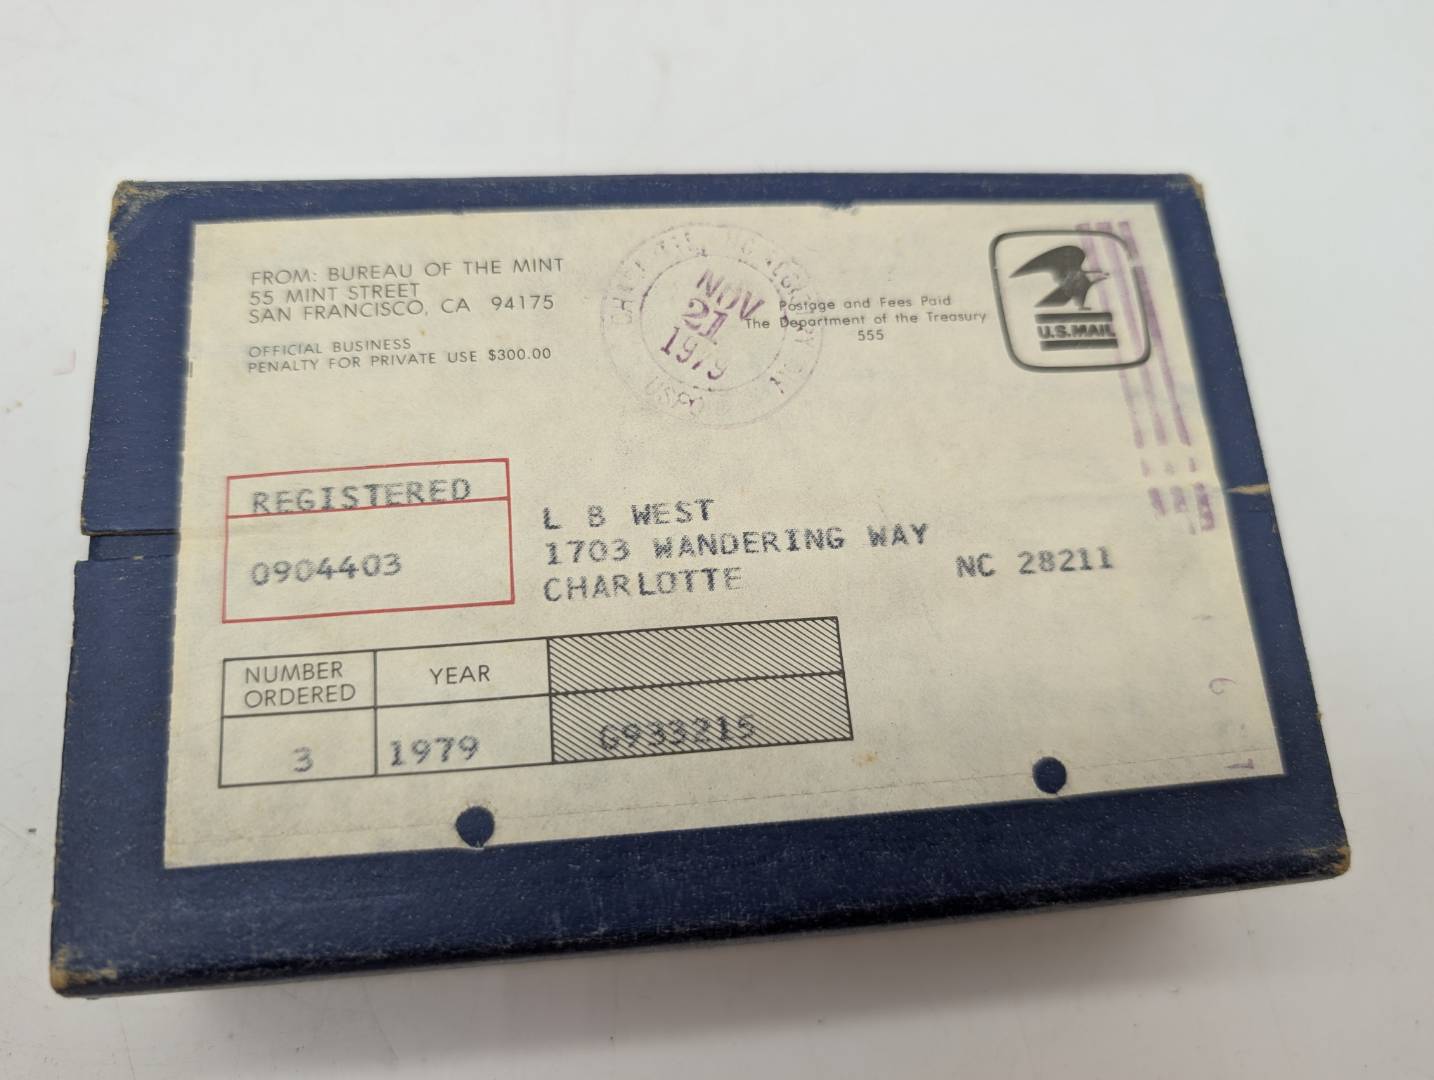 FROM: BUREAU OF THE MINT
55 MINT STREET
SAN FRANCISCO, CA 94175
OFFICIAL BUSINESS
PENALTY FOR PRIVATE USE $300.00
NOV
21
1979
USPO
Postage and Fees Paid
The Department of the Treasury
555
U.S.MAIL
REGISTERED
0904403
L B WEST
1703 WANDERING WAY
CHARLOTTE NC 28211
NUMBER ORDERED
YEAR
3
1979
G933215